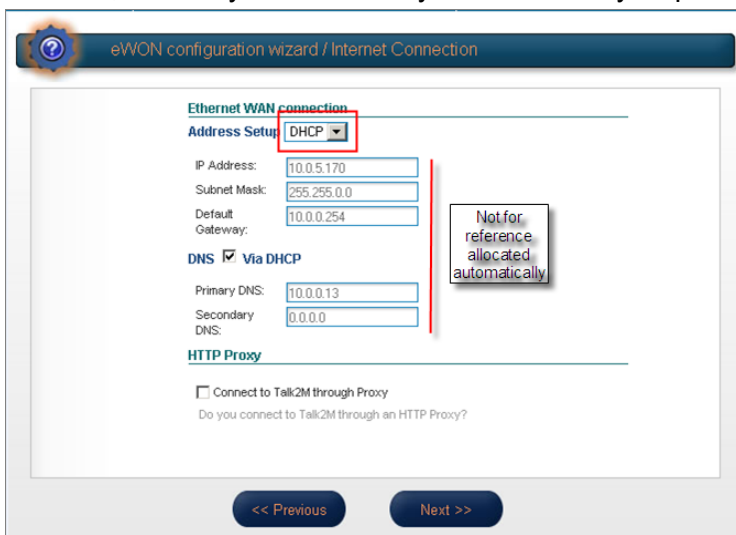 eWON configuration wizard / Internet Connection
Ethernet WAN connection
Address Setup DHCP
IP Address: 10.0.5.170
Subnet Mask: 255.255.0.0
Default
Gateway: 10.0.0.254
DNS Via DHCP
Primary DNS: 10.0.0.13
Secondary
DNS: 0.0.0.0
Not for
reference
allocated
automatically
HTTP Proxy
Connect to Talk2M through Proxy
Do you connect to Talk2M through an HTTP Proxy?
<< Previous
Next >>